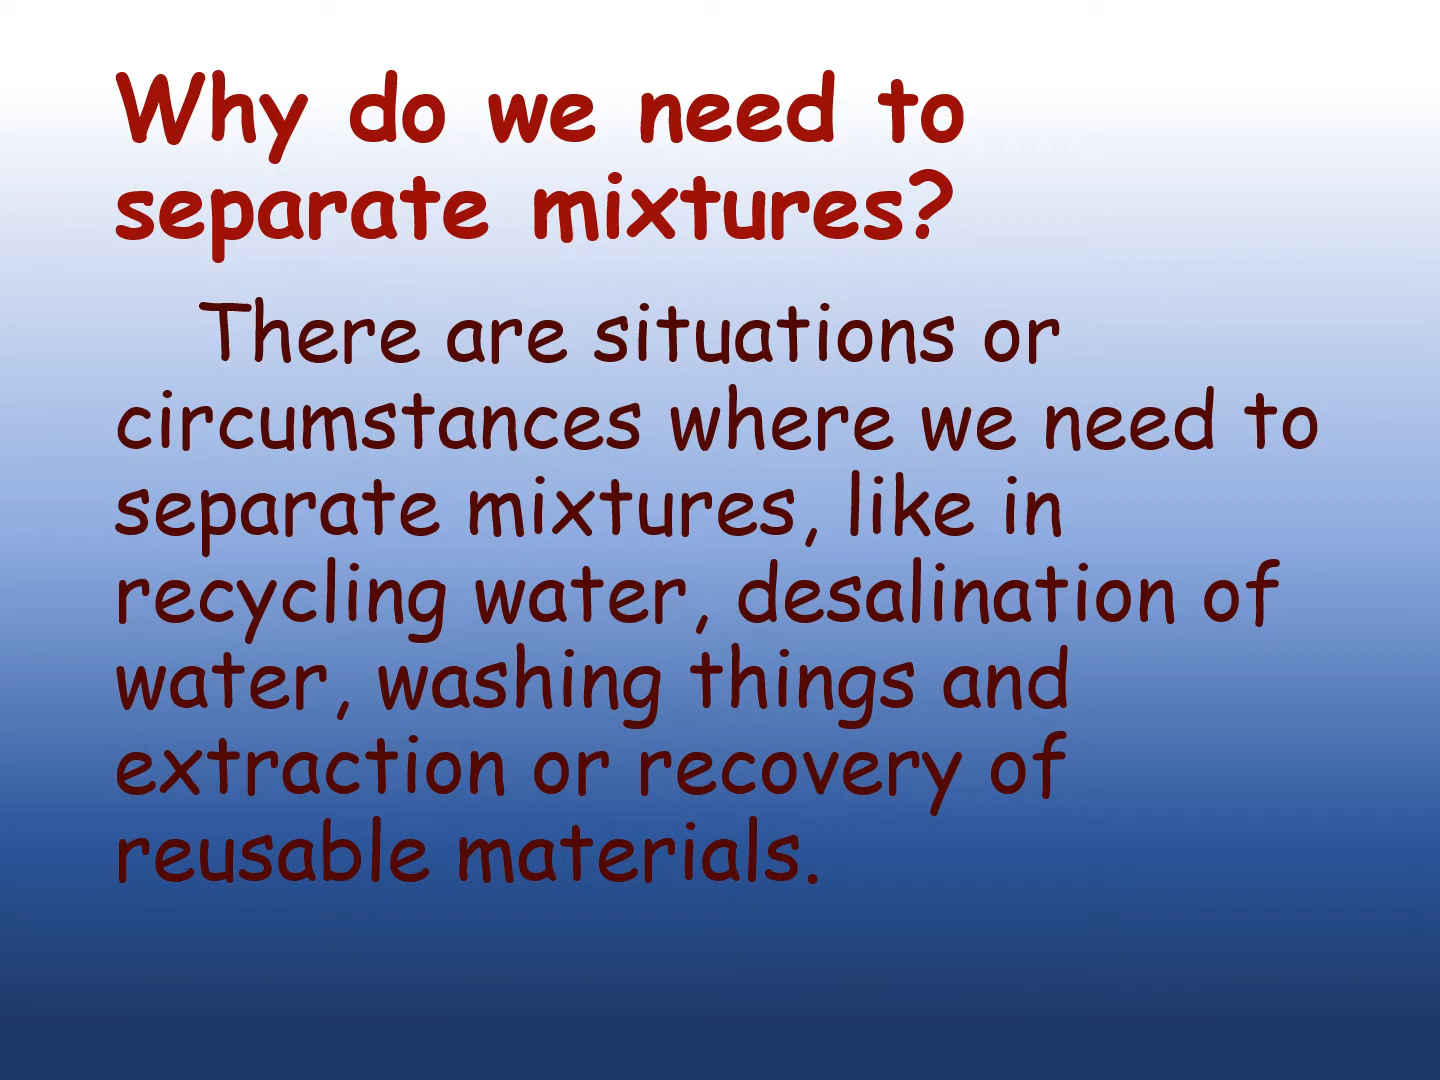 Why do we need to
separate mixtures?
There are situations or
circumstances where we need to
separate mixtures, like in
recycling water, desalination of
water, washing things and
extraction or recovery of
reusable materials.